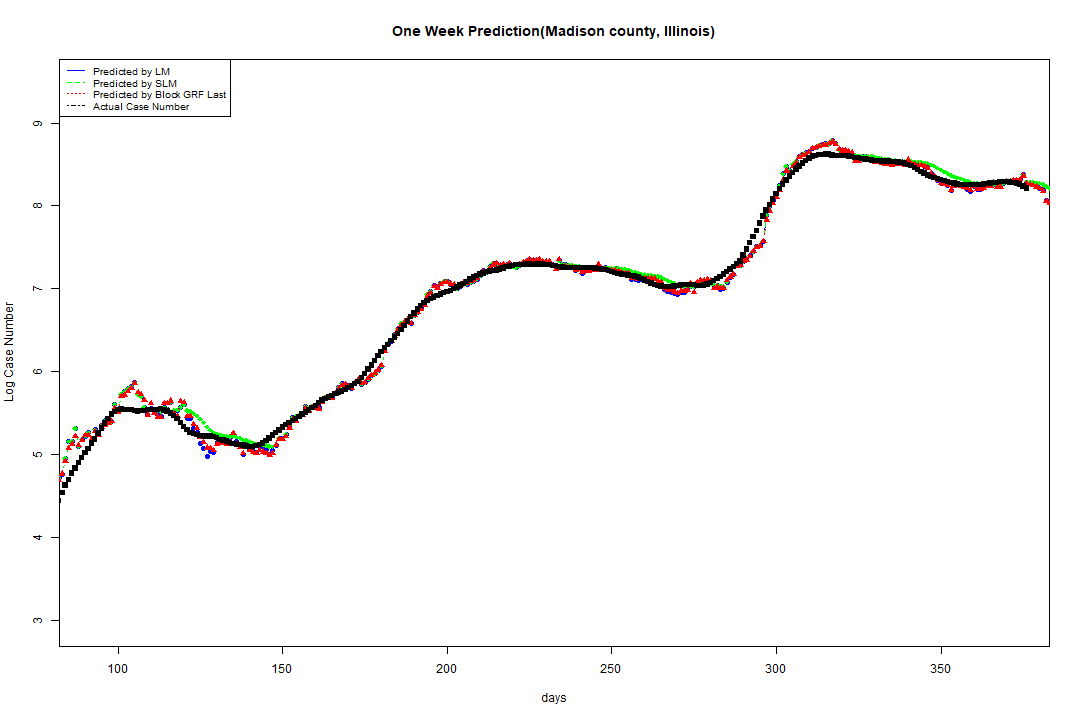 One Week Prediction(Madison county, Illinois)
Predicted by LM
Predicted by SLM
Predicted by Block GRF Last
Actual Case Number
9
8
7
6
5
4
3
Log Case Number
100 150 200 250 300 350
days